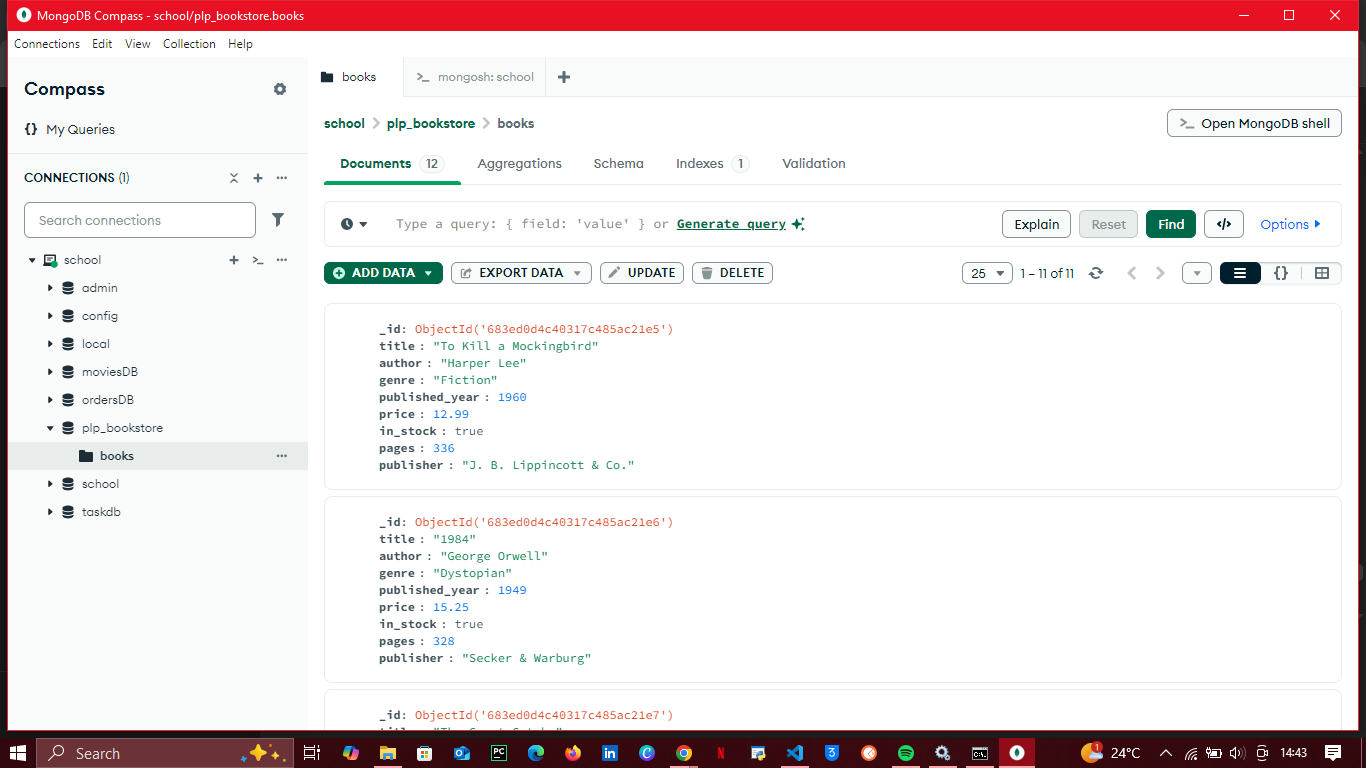 MongoDB Compass - school/plp_bookstore.books
Connections Edit View Collection Help
Compass
My Queries
CONNECTIONS (1)
Search connections
school
admin
config
local
moviesDB
ordersDB
plp_bookstore
books
school
taskdb
books
>_ mongosh: school
school > plp_bookstore > books
>_ Open MongoDB shell
Documents 12 Aggregations Schema Indexes 1 Validation
Type a query: { field: 'value' } or Generate query
Explain Reset Find </> Options
ADD DATA EXPORT DATA UPDATE DELETE
25 1 – 11 of 11 {}
_id: ObjectId('683ed0d4c40317c485ac21e5')
title : "To Kill a Mockingbird"
author : "Harper Lee"
genre : "Fiction"
published_year : 1960
price : 12.99
in_stock : true
pages : 336
publisher : "J. B. Lippincott & Co."
_id: ObjectId('683ed0d4c40317c485ac21e6')
title : "1984"
author : "George Orwell"
genre : "Dystopian"
published_year : 1949
price : 15.25
in_stock : true
pages : 328
publisher : "Secker & Warburg"
_id: ObjectId('683ed0d4c40317c485ac21e7')
Search
1 24°C 14:43